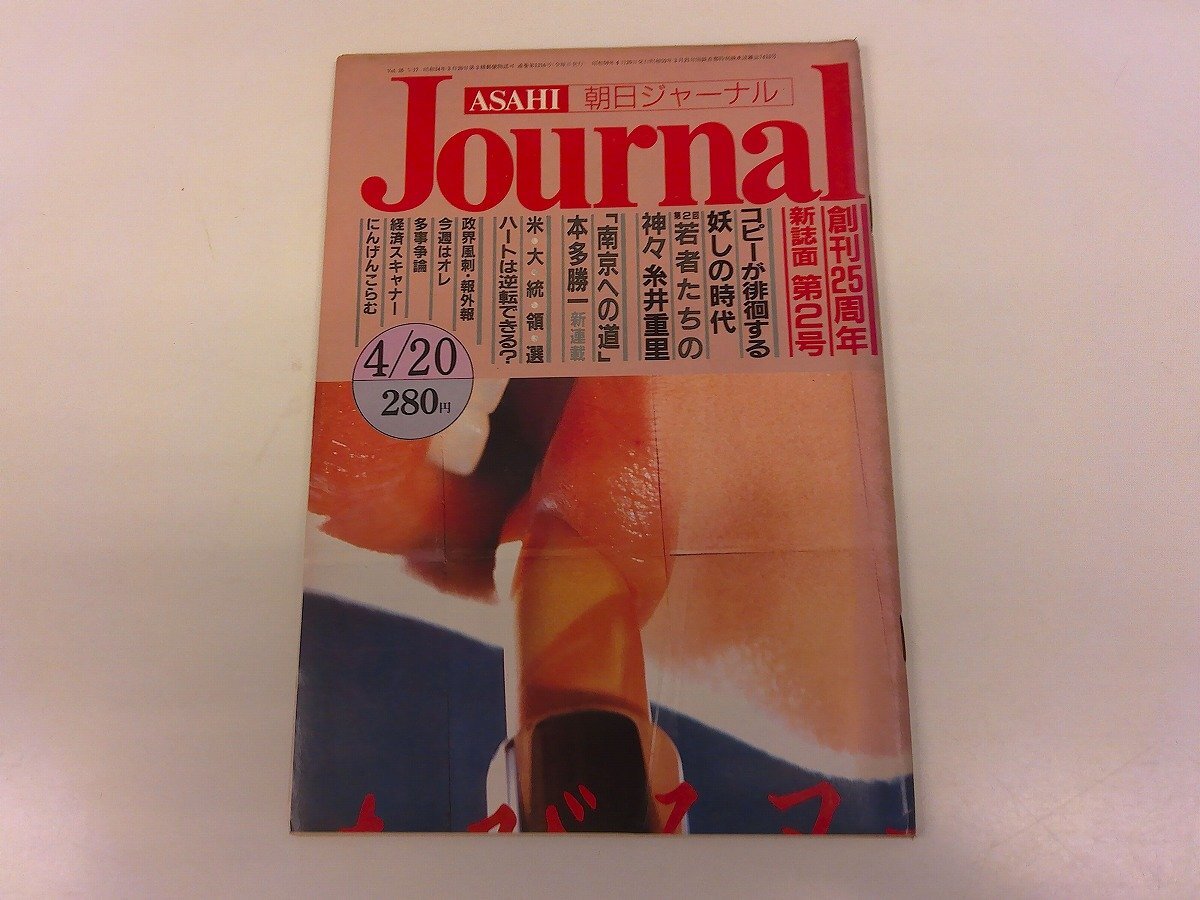 ASAHI 朝日ジャーナル
Journal
創刊25周年
新誌面 第2号
コピーが徘徊する
妖しの時代
第2回 若者たちの
神々 糸井重里
「南京への道」
本多勝一 新連載
米・大・統・領・選
ハートは逆転できる?
政界風刺・報外報
今週はオレ
多事争論
経済スキャナー
にんげんこらむ
4/20
280円